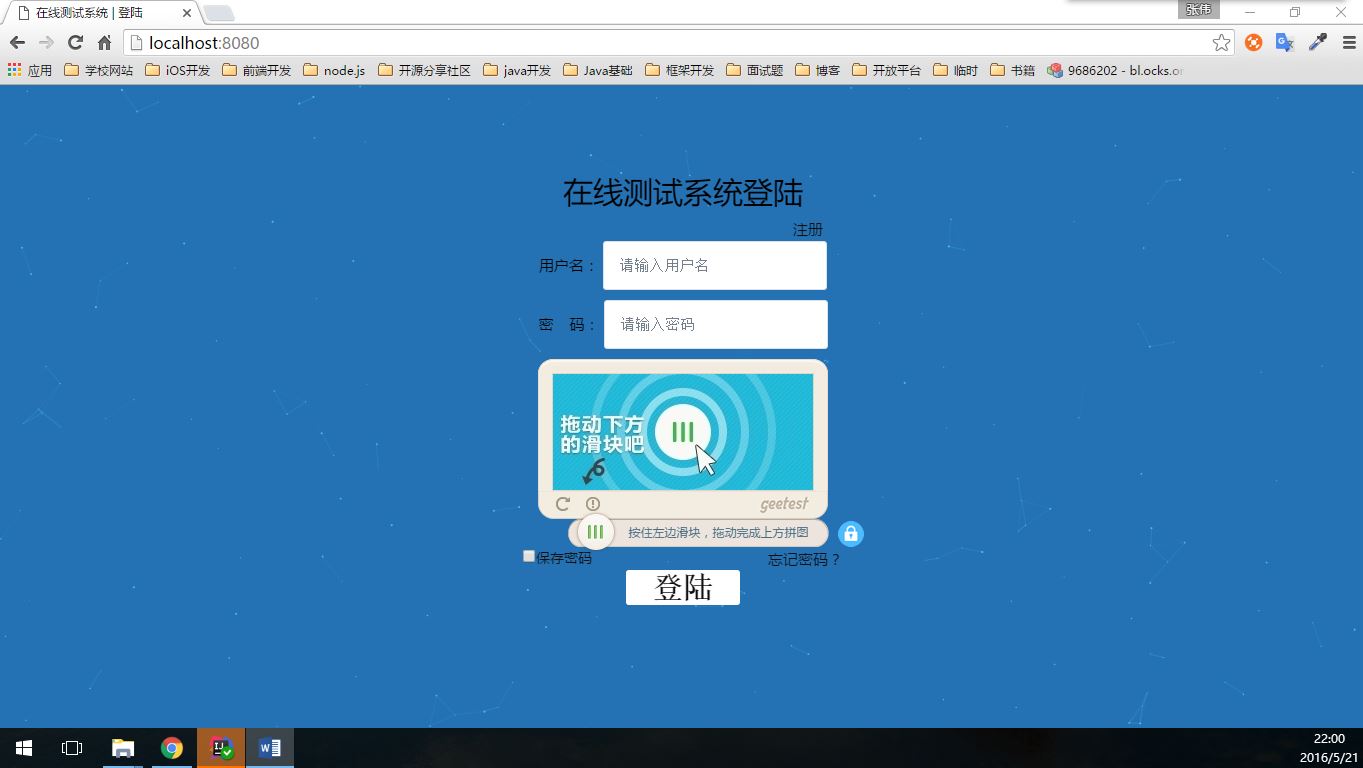 在线测试系统 | 登陆
张伟
localhost:8080
应用 学校网站 iOS开发 前端开发 node.js 开源分享社区 java开发 Java基础 框架开发 面试题 博客 开放平台 临时 书籍 9686202 - bl.ocks.or
在线测试系统登陆
注册
用户名： 请输入用户名
密 码： 请输入密码
拖动下方
的滑块吧
geetest
按住左边滑块，拖动完成上方拼图
保存密码 忘记密码？
登陆
22:00
2016/5/21